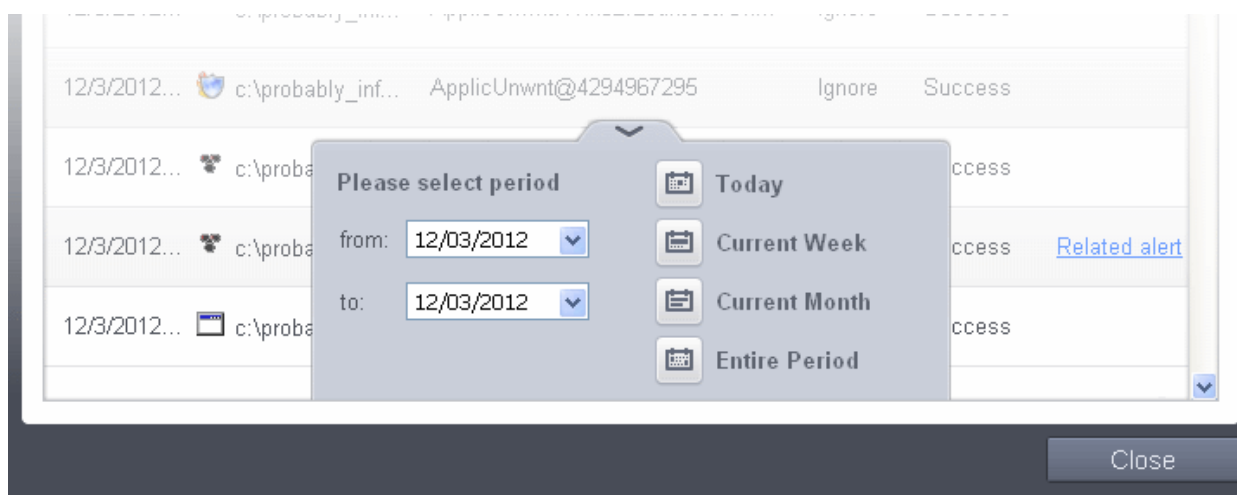 12/3/2012... c:\probably_inf... ApplicUnwnt@4294967295 Ignore Success
12/3/2012... c:\proba ccess
Please select period
Today
12/3/2012... c:\proba ccess Related alert
from: 12/03/2012
Current Week
to: 12/03/2012
Current Month
12/3/2012... c:\proba ccess
Entire Period
Close